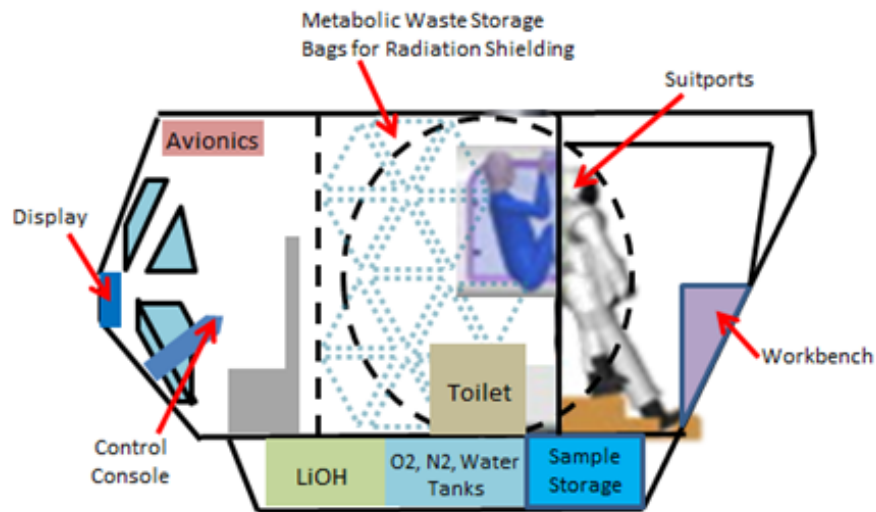 Metabolic Waste Storage
Bags for Radiation Shielding
Suitports
Avionics
Display
Workbench
Toilet
Control
Console
LiOH
O2, N2, Water
Tanks
Sample
Storage